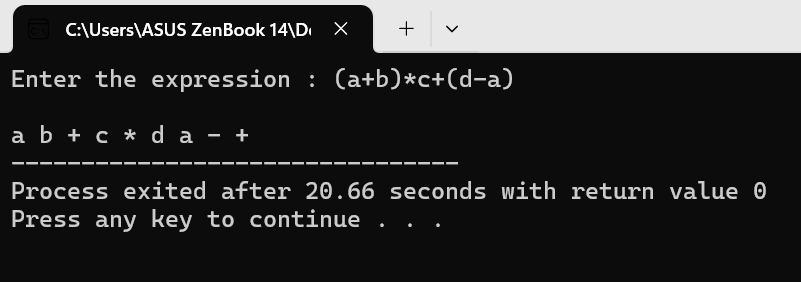 C:\Users\ASUS ZenBook 14\D
Enter the expression : (a+b)*c+(d-a)
a b + c * d a - +
--------------------------------
Process exited after 20.66 seconds with return value 0
Press any key to continue . . .